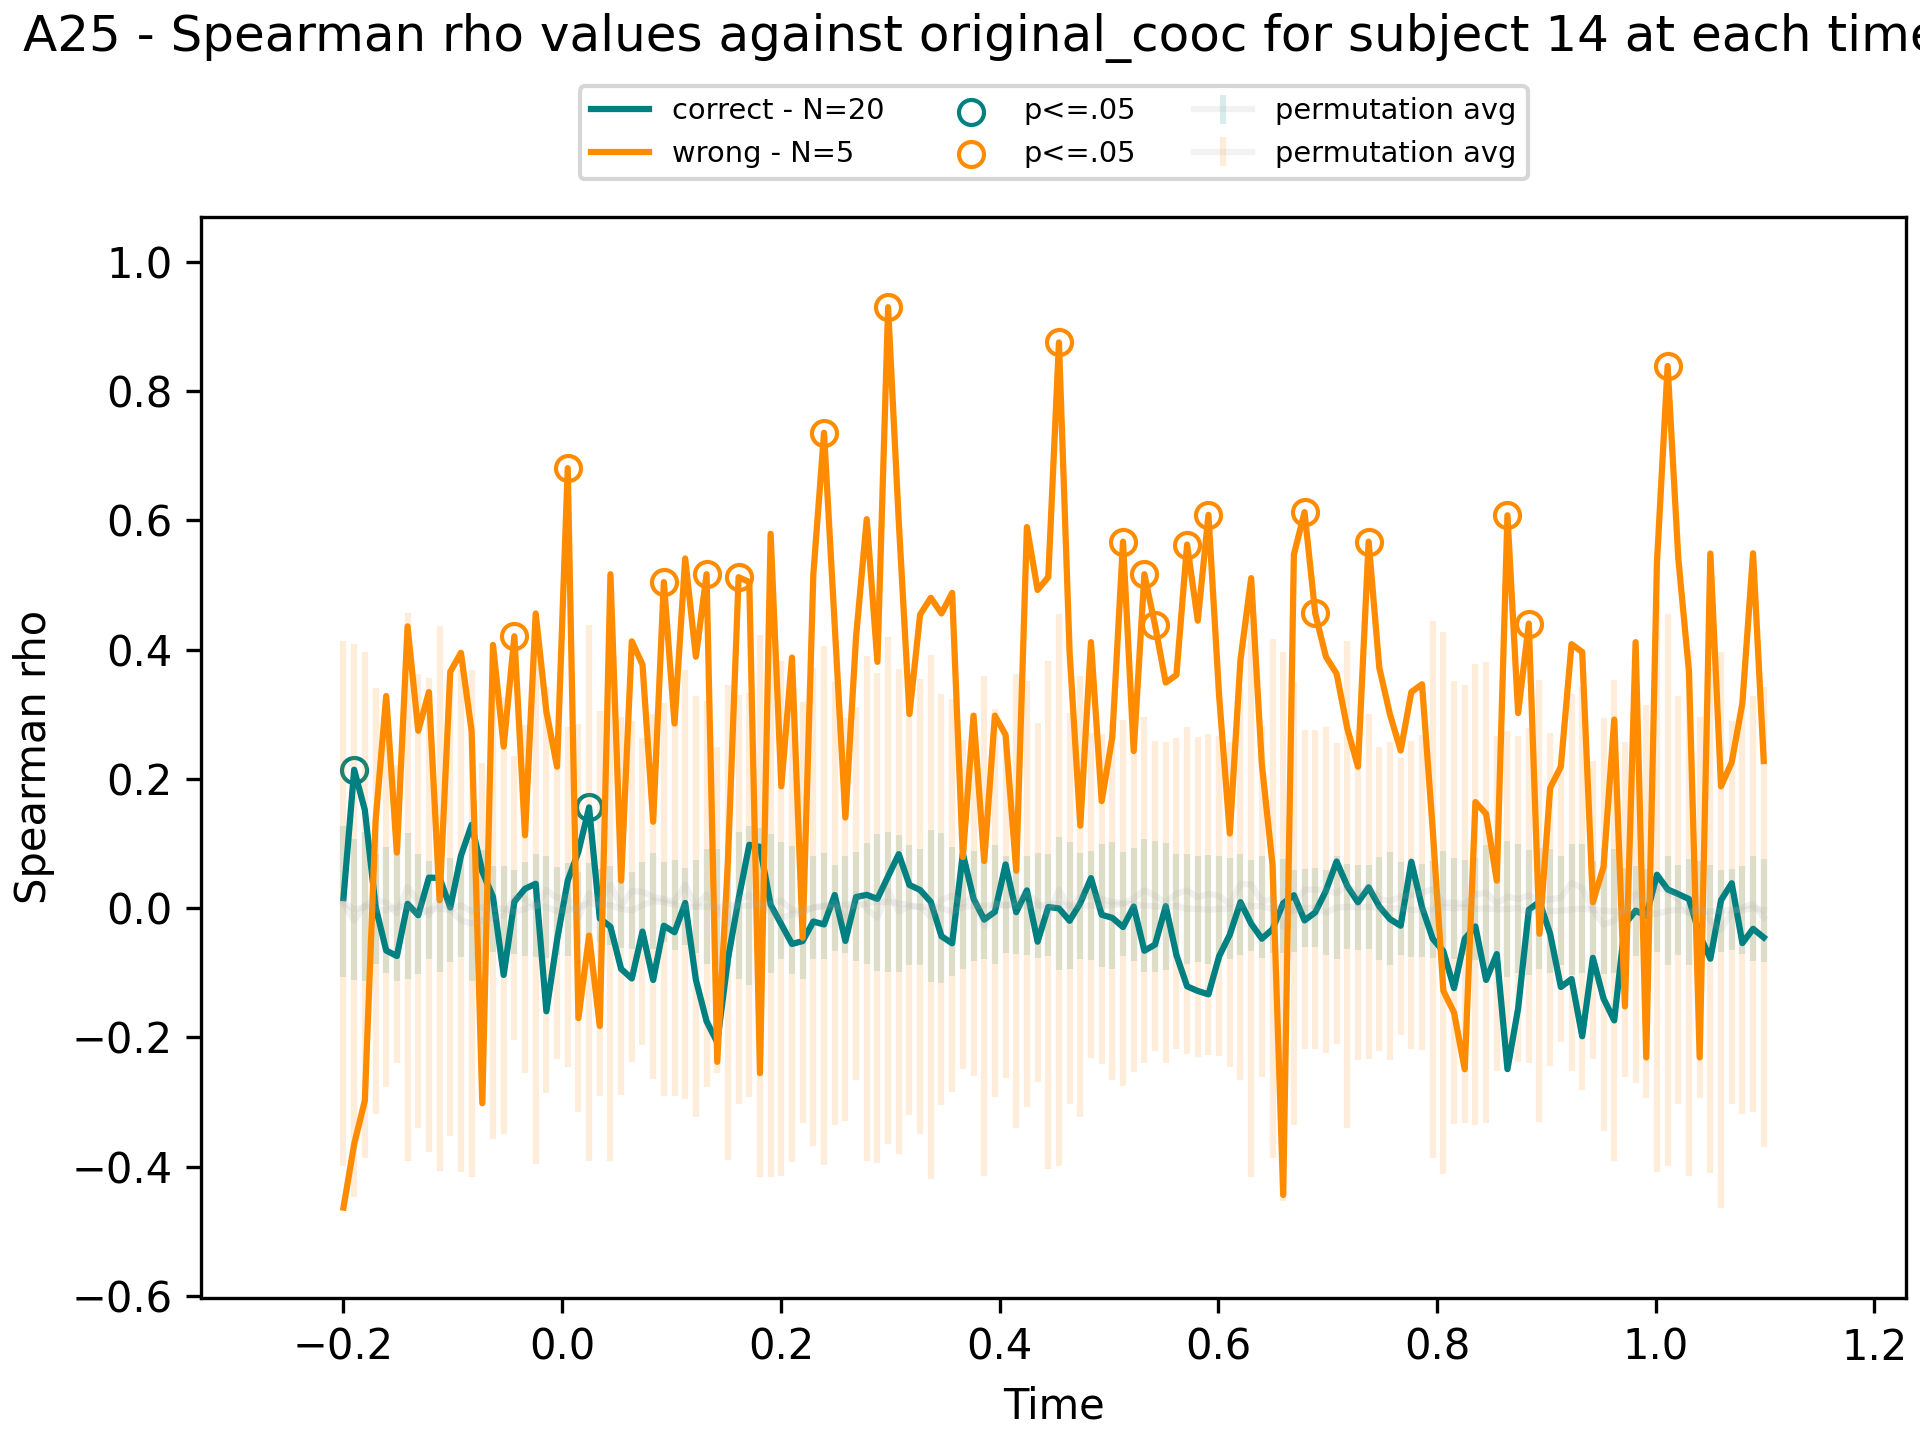 A25 - Spearman rho values against original_cooc for subject 14 at each time
correct - N=20 p<=.05 permutation avg
wrong - N=5 p<=.05 permutation avg
1.0
0.8
0.6
0.4
0.2
0.0
−0.2
−0.4
−0.6
Spearman rho
−0.2 0.0 0.2 0.4 0.6 0.8 1.0 1.2
Time